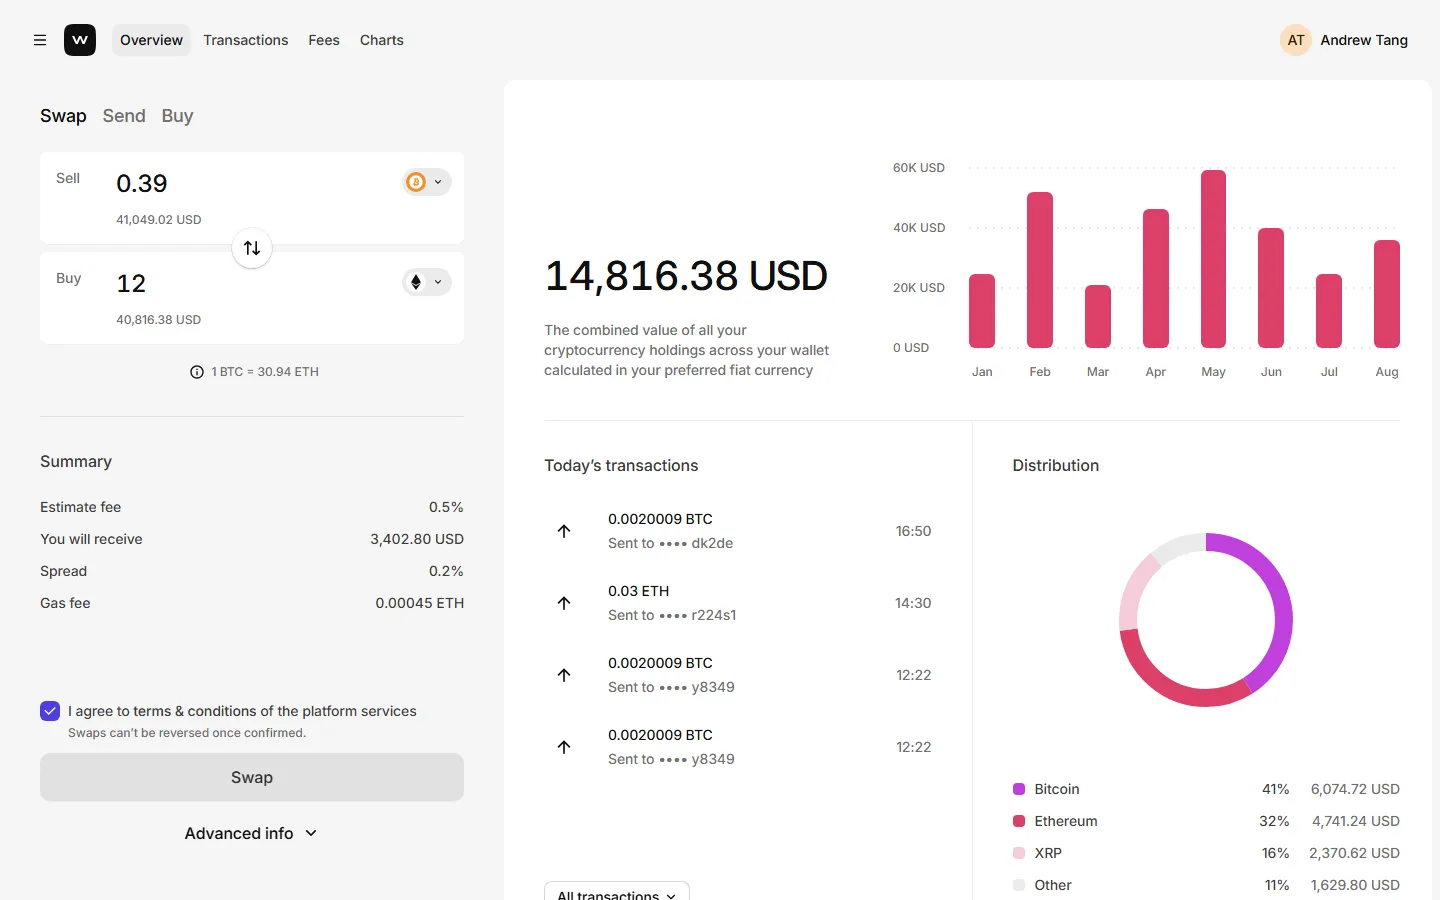 W
Overview
Transactions
Fees
Charts
AT
Andrew Tang
Swap
Send
Buy
Sell
0.39
41,049.02 USD
Buy
12
40,816.38 USD
1 BTC = 30.94 ETH
Summary
Estimate fee 0.5%
You will receive 3,402.80 USD
Spread 0.2%
Gas fee 0.00045 ETH
I agree to terms & conditions of the platform services
Swaps can’t be reversed once confirmed.
Swap
Advanced info
14,816.38 USD
The combined value of all your
cryptocurrency holdings across your wallet
calculated in your preferred fiat currency
60K USD
40K USD
20K USD
0 USD
Jan Feb Mar Apr May Jun Jul Aug
Today’s transactions
0.0020009 BTC
Sent to •••• dk2de
16:50
0.03 ETH
Sent to •••• r224s1
14:30
0.0020009 BTC
Sent to •••• y8349
12:22
0.0020009 BTC
Sent to •••• y8349
12:22
All transactions
Distribution
Bitcoin 41% 6,074.72 USD
Ethereum 32% 4,741.24 USD
XRP 16% 2,370.62 USD
Other 11% 1,629.80 USD